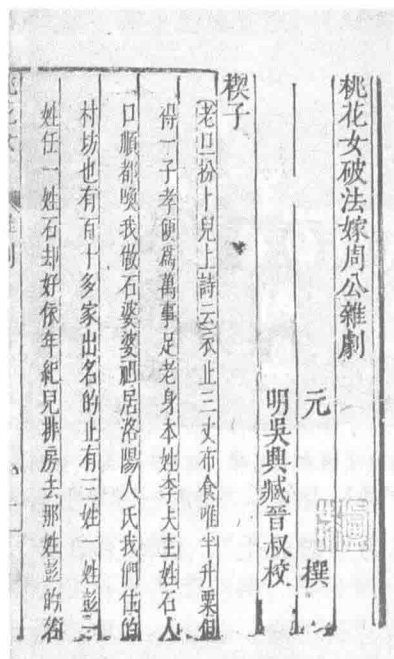 桃花女破法嫁周公雜劇
元 撰
明吳興臧晉叔校
楔子
老旦扮卜兒上詩云衣止三丈布食唯半升粟但
得一子孝便為萬事足老身本姓李夫主姓石人
口順都喚我做石婆婆祖居洛陽人氏我們住的
村坊也有百十多家出名的止有三姓一姓彭一
姓任一姓石却好依年紀兒排房去那姓彭的